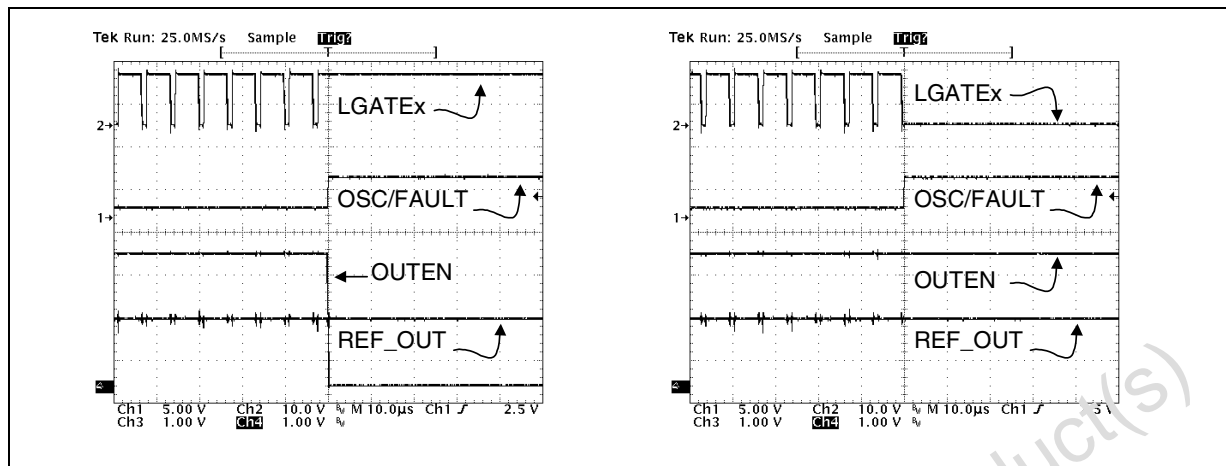 Tek Run: 25.0MS/s Sample Trig?
LGATEx
2→
OSC/FAULT
1→
OUTEN
REF_OUT
Ch1 5.00 V Ch2 10.0 V M 10.0µs Ch1 2.5 V
Ch3 1.00 V Ch4 1.00 V
Tek Run: 25.0MS/s Sample Trig?
LGATEx
2→
OSC/FAULT
1→
OUTEN
REF_OUT
Ch1 5.00 V Ch2 10.0 V M 10.0µs Ch1
Ch3 1.00 V Ch4 1.00 V
duct(s)